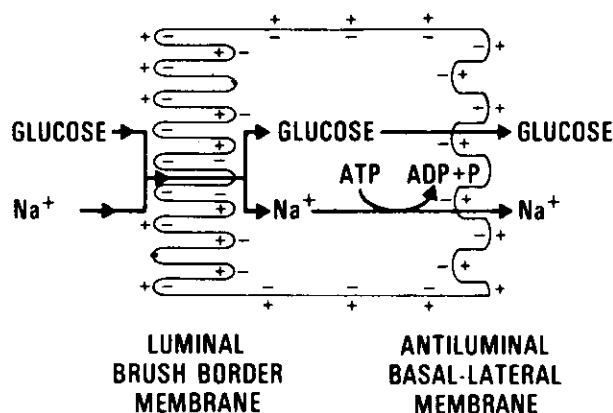 GLUCOSE GLUCOSE GLUCOSE
ATP ADP+P
Na+ Na+ Na+
LUMINAL
BRUSH BORDER
MEMBRANE
ANTILUMINAL
BASAL-LATERAL
MEMBRANE